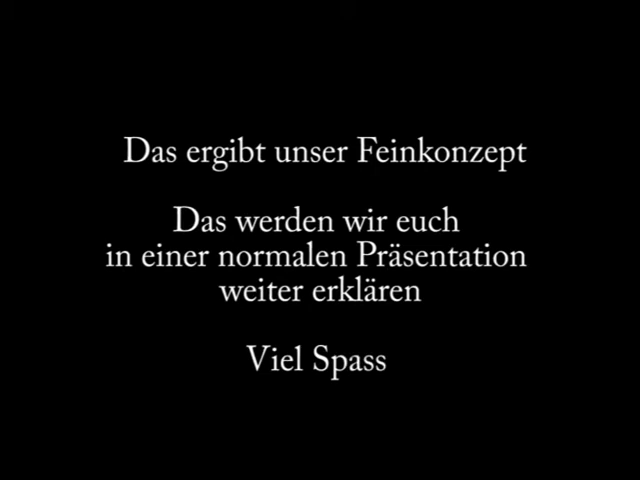 Das ergibt unser Feinkonzept
Das werden wir euch
in einer normalen Präsentation
weiter erklären
Viel Spass